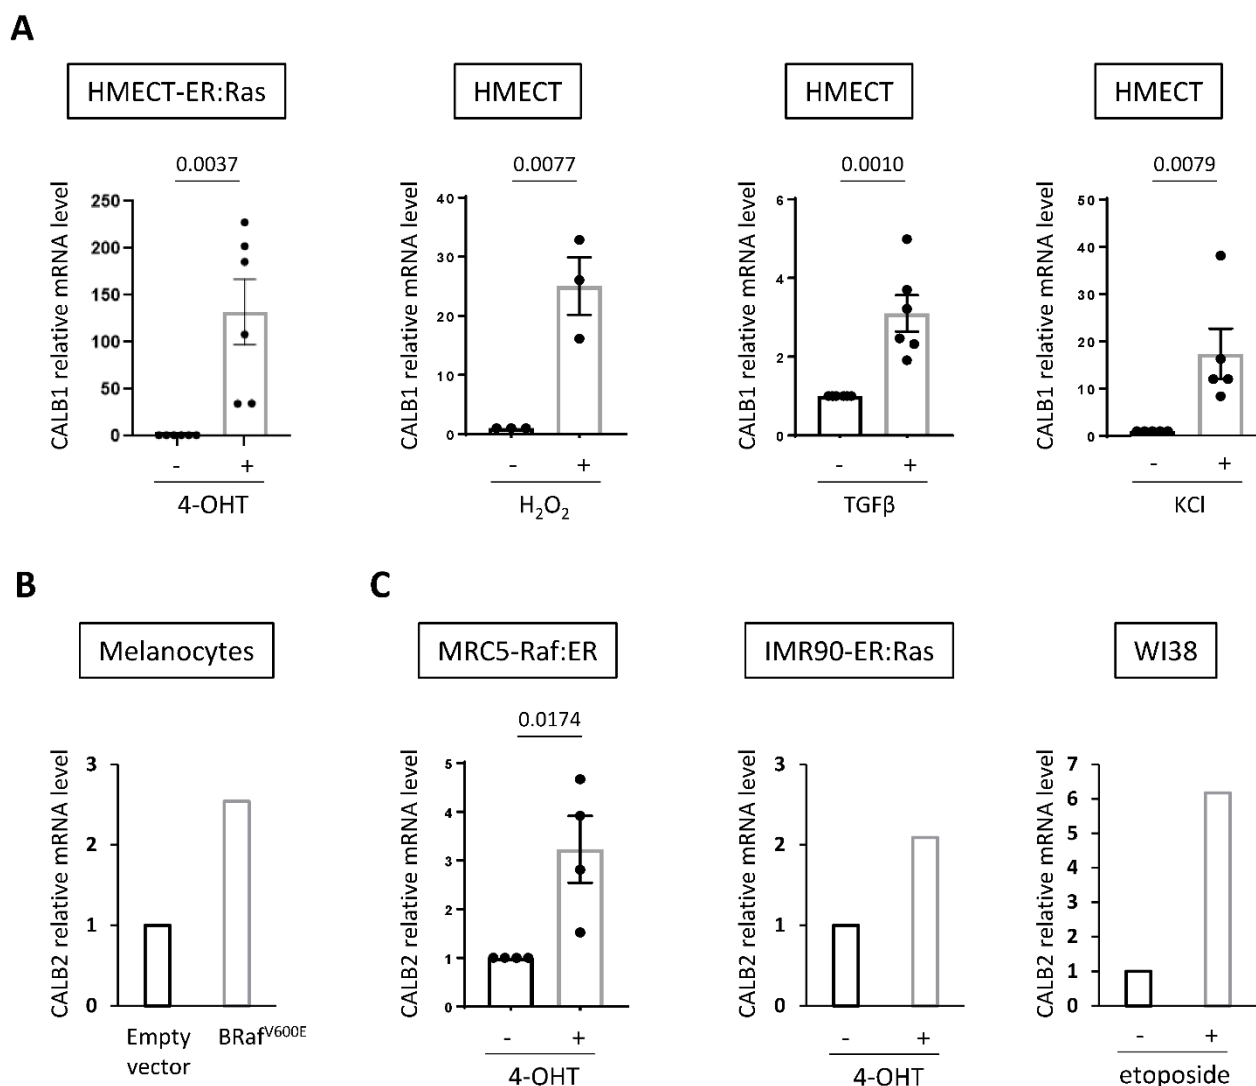 A
HMECT-ER:Ras
HMECT
HMECT
HMECT
0.0037
0.0077
0.0010
0.0079
CALB1 relative mRNA level
250
200
150
100
50
0
- +
4-OHT
CALB1 relative mRNA level
40
30
20
10
0
- +
H₂O₂
CALB1 relative mRNA level
6
4
2
0
- +
TGFβ
CALB1 relative mRNA level
50
40
30
20
10
0
- +
KCl
B
C
Melanocytes
MRC5-Raf:ER
IMR90-ER:Ras
WI38
CALB2 relative mRNA level
3
2
1
0
Empty
vector
BRafV600E
0.0174
CALB2 relative mRNA level
5
4
3
2
1
0
- +
4-OHT
CALB2 relative mRNA level
3
2
1
0
- +
4-OHT
CALB2 relative mRNA level
7
6
5
4
3
2
1
0
- +
etoposide